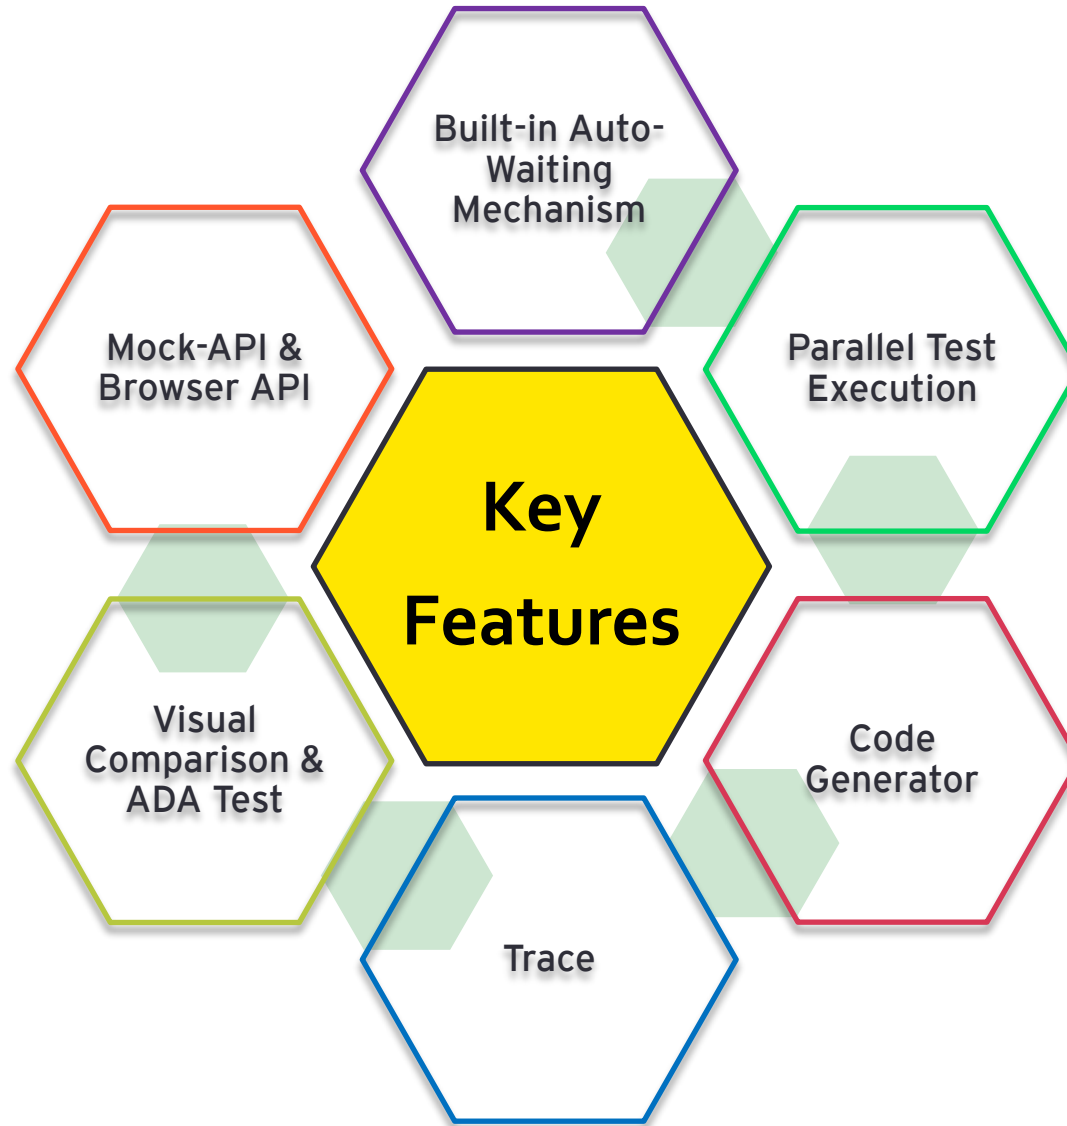 Built-in Auto-
Waiting
Mechanism
Parallel Test
Execution
Code
Generator
Trace
Visual
Comparison &
ADA Test
Mock-API &
Browser API
Key
Features